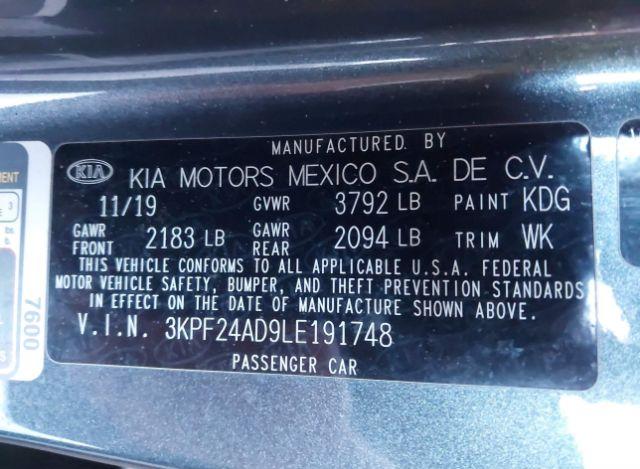 MANUFACTURED BY
KIA KIA MOTORS MEXICO S.A. DE C.V.
11/19 GVWR 3792 LB PAINT KDG
GAWR FRONT 2183 LB GAWR REAR 2094 LB TRIM WK
THIS VEHICLE CONFORMS TO ALL APPLICABLE U.S.A. FEDERAL
MOTOR VEHICLE SAFETY, BUMPER, AND THEFT PREVENTION STANDARDS
IN EFFECT ON THE DATE OF MANUFACTURE SHOWN ABOVE.
V.I.N. 3KPF24AD9LE191748
PASSENGER CAR
7600